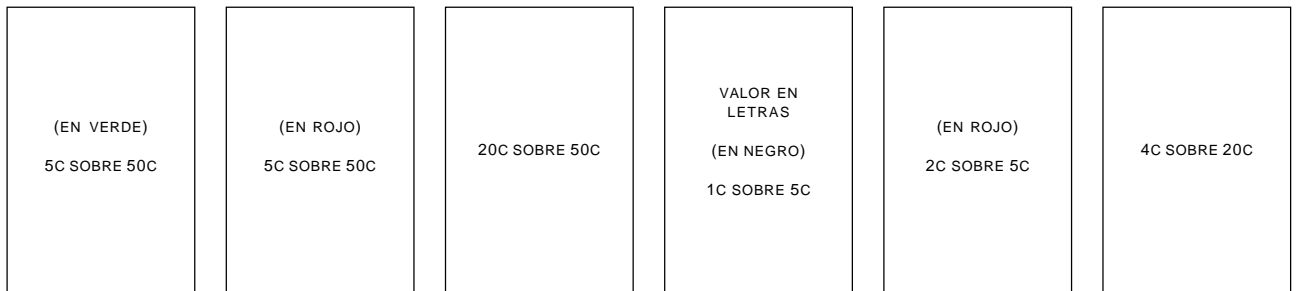 (EN VERDE)
5C SOBRE 50C
(EN ROJO)
5C SOBRE 50C
20C SOBRE 50C
VALOR EN
LETRAS
(EN NEGRO)
1C SOBRE 5C
(EN ROJO)
2C SOBRE 5C
4C SOBRE 20C